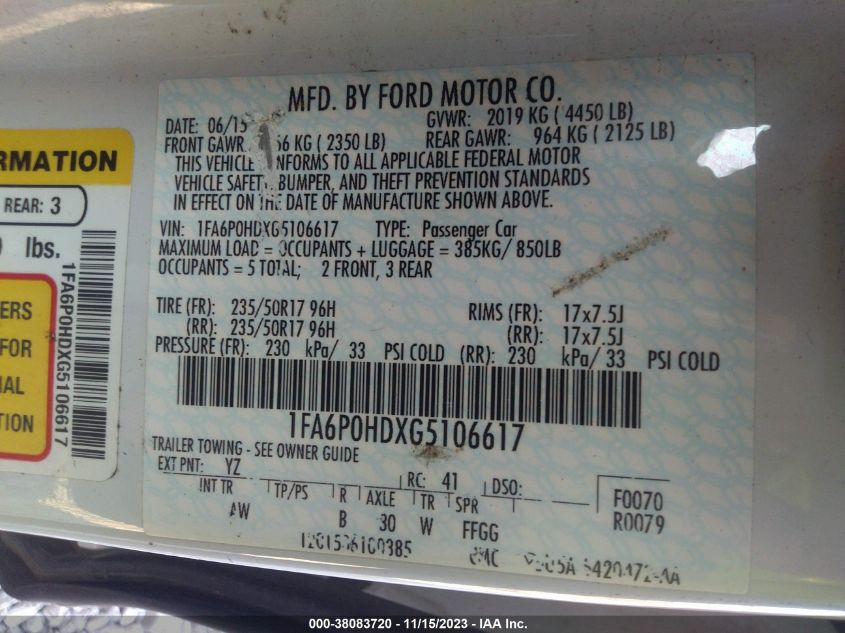 MFD. BY FORD MOTOR CO.
DATE: 06/15
GVWR: 2019 KG ( 4450 LB)
FRONT GAWR: 66 KG ( 2350 LB)
REAR GAWR: 964 KG ( 2125 LB)
THIS VEHICLE NFORMS TO ALL APPLICABLE FEDERAL MOTOR
VEHICLE SAFETY, BUMPER, AND THEFT PREVENTION STANDARDS
IN EFFECT ON THE DATE OF MANUFACTURE SHOWN ABOVE.
VIN: 1FA6P0HDXG5106617 TYPE: Passenger Car
MAXIMUM LOAD = OCCUPANTS + LUGGAGE = 385KG/ 850LB
OCCUPANTS = 5 TOTAL; 2 FRONT, 3 REAR
TIRE (FR): 235/50R17 96H RIMS (FR): 17x7.5J
(RR): 235/50R17 96H (RR): 17x7.5J
PRESSURE (FR): 230 kPa/ 33 PSI COLD (RR): 230 kPa/ 33 PSI COLD
1FA6P0HDXG5106617
TRAILER TOWING - SEE OWNER GUIDE
EXT PNT: YZ RC: 41 DSO:
INT TR TP/PS R AXLE TR SPR F0070
AW B 30 W FFGG R0079
RMATION
REAR: 3
lbs.
1FA6P0HDXG5106617
ERS
FOR
IAL
TION
000-38083720 - 11/15/2023 - IAA Inc.